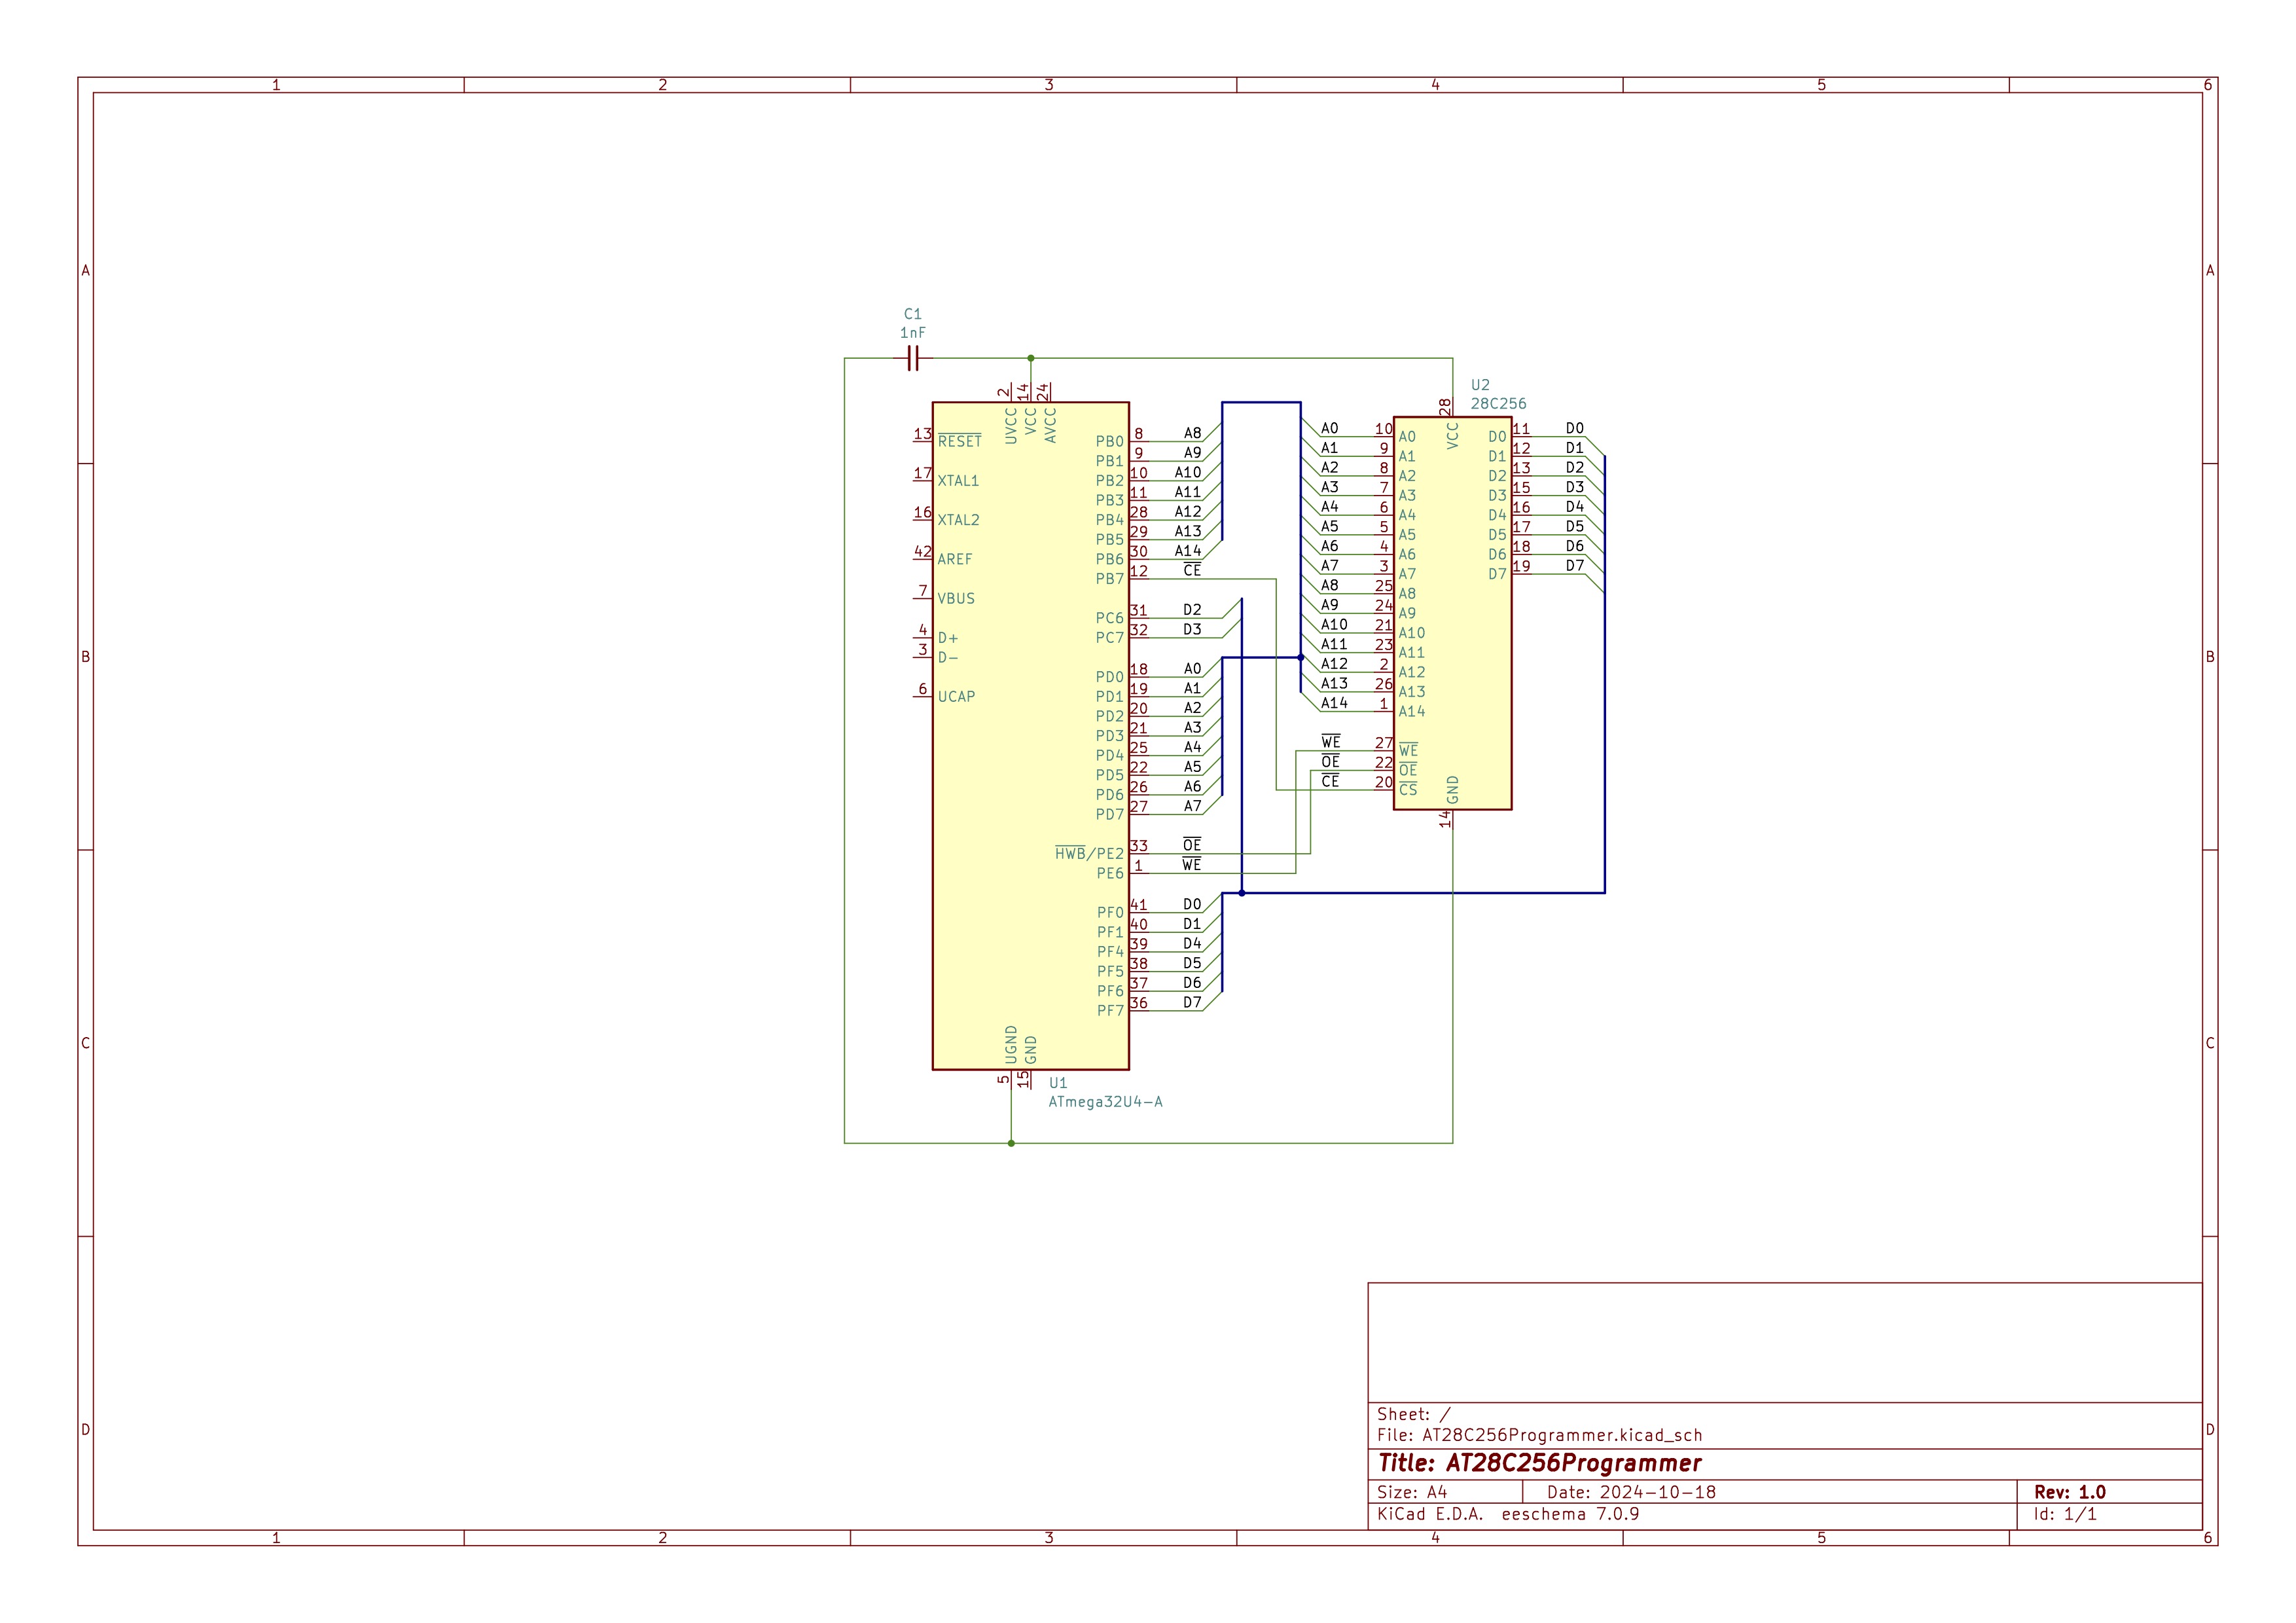 1 2 3 4 5 6
A A
C1
1nF
U2
28C256
2 14 24
UVCC VCC AVCC
28
VCC
13 RESET
17 XTAL1
16 XTAL2
42 AREF
7 VBUS
4 D+
3 D-
6 UCAP
PB0 8 A8
PB1 9 A9
PB2 10 A10
PB3 11 A11
PB4 28 A12
PB5 29 A13
PB6 30 A14
PB7 12 CE
PC6 31 D2
PC7 32 D3
PD0 18 A0
PD1 19 A1
PD2 20 A2
PD3 21 A3
PD4 25 A4
PD5 22 A5
PD6 26 A6
PD7 27 A7
HWB/PE2 33 OE
PE6 1 WE
PF0 41 D0
PF1 40 D1
PF4 39 D4
PF5 38 D5
PF6 37 D6
PF7 36 D7
UGND GND
5 15
U1
ATmega32U4-A
A0 10 A0
A1 9 A1
A2 8 A2
A3 7 A3
A4 6 A4
A5 5 A5
A6 4 A6
A7 3 A7
A8 25 A8
A9 24 A9
A10 21 A10
A11 23 A11
A12 2 A12
A13 26 A13
A14 1 A14
WE 27 WE
OE 22 OE
CE 20 CS
D0 11 D0
D1 12 D1
D2 13 D2
D3 15 D3
D4 16 D4
D5 17 D5
D6 18 D6
D7 19 D7
GND
14
B B
C C
D D
Sheet: /
File: AT28C256Programmer.kicad_sch
Title: AT28C256Programmer
Size: A4 Date: 2024-10-18 Rev: 1.0
KiCad E.D.A. eeschema 7.0.9 Id: 1/1
1 2 3 4 5 6